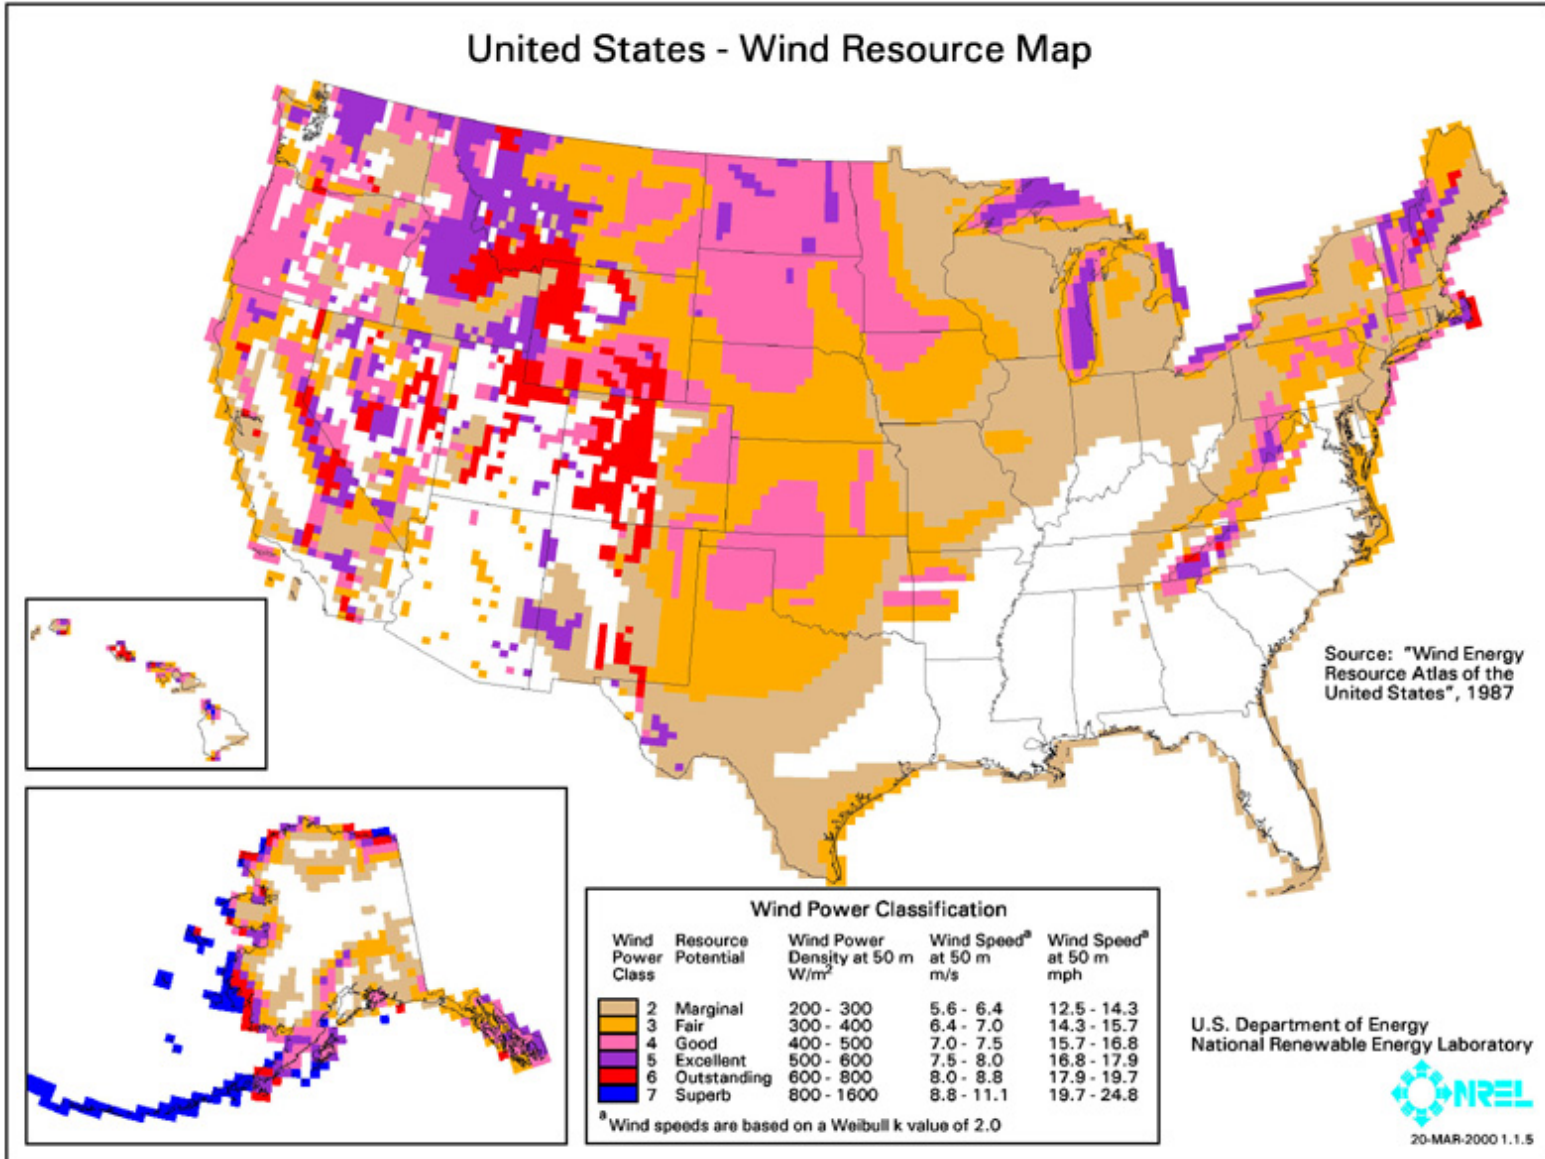 United States - Wind Resource Map
Source: "Wind Energy
Resource Atlas of the
United States", 1987
Wind Power Classification
Wind Power Class Resource Potential Wind Power Density at 50 m W/m² Wind Speedᵃ at 50 m m/s Wind Speedᵃ at 50 m mph
2 Marginal 200 - 300 5.6 - 6.4 12.5 - 14.3
3 Fair 300 - 400 6.4 - 7.0 14.3 - 15.7
4 Good 400 - 500 7.0 - 7.5 15.7 - 16.8
5 Excellent 500 - 600 7.5 - 8.0 16.8 - 17.9
6 Outstanding 600 - 800 8.0 - 8.8 17.9 - 19.7
7 Superb 800 - 1600 8.8 - 11.1 19.7 - 24.8
ᵃ Wind speeds are based on a Weibull k value of 2.0
U.S. Department of Energy
National Renewable Energy Laboratory
NREL
20-MAR-2000 1.1.5